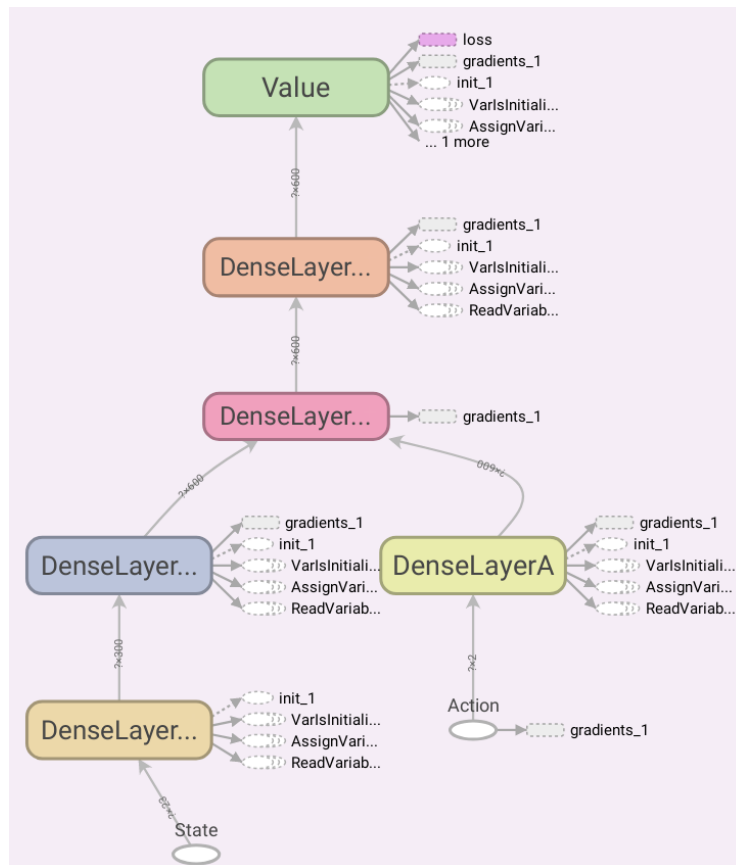 loss
gradients_1
Value
init_1
VarIsInitiali...
AssignVari...
... 1 more
?×600
gradients_1
init_1
DenseLayer...
VarIsInitiali...
AssignVari...
ReadVariab...
?×600
DenseLayer...
gradients_1
?×600
?×600
gradients_1
init_1
DenseLayer...
VarIsInitiali...
AssignVari...
ReadVariab...
gradients_1
init_1
DenseLayerA
VarIsInitiali...
AssignVari...
ReadVariab...
?×300
?×2
init_1
DenseLayer...
VarIsInitiali...
AssignVari...
ReadVariab...
Action
gradients_1
?×23
State